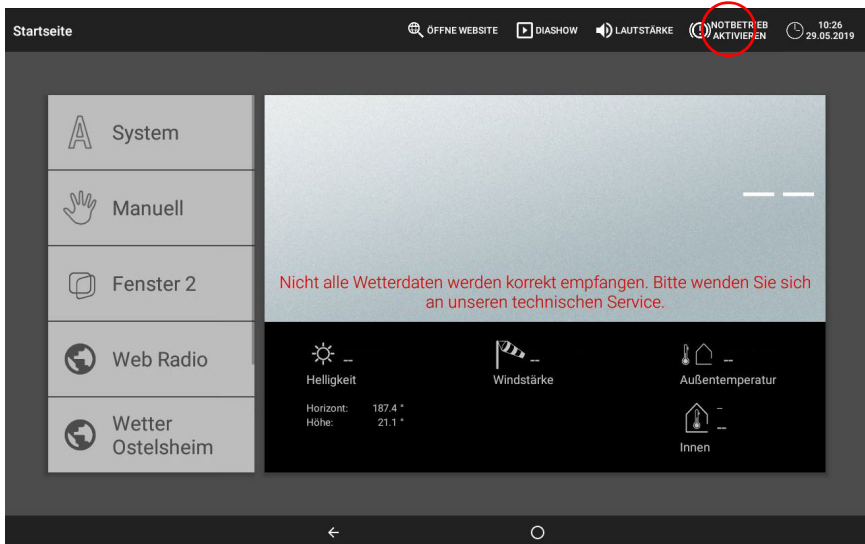 Startseite
ÖFFNE WEBSITE
DIASHOW
LAUTSTÄRKE
NOTBETRIEB
AKTIVIEREN
10:26
29.05.2019
System
Manuell
Fenster 2
Web Radio
Wetter
Ostelsheim
– –
Nicht alle Wetterdaten werden korrekt empfangen. Bitte wenden Sie sich
an unseren technischen Service.
--
Helligkeit
Horizont: 187.4 °
Höhe: 21.1 °
--
Windstärke
--
Außentemperatur
--
--
Innen